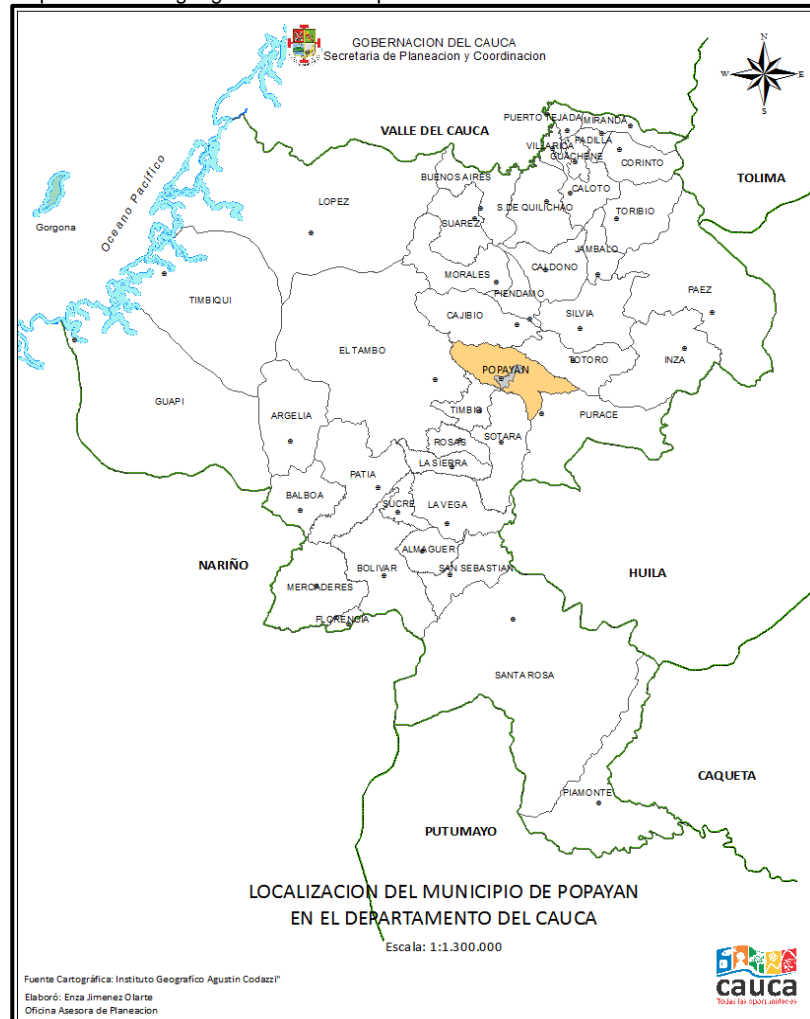 GOBERNACION DEL CAUCA
Secretaria de Planeacion y Coordinacion
N
W
E
S
VALLE DEL CAUCA
PUERTO TEJADA
MIRANDA
PADILLA
VILLARICA
GUACHENE
CORINTO
TOLIMA
BUENOS AIRES
CALOTO
LOPEZ
S.DE QUILICHAO
TORIBIO
SUAREZ
Gorgona
Oceano Pacifico
JAMBALO
CALDONO
MORALES
PAEZ
TIMBIQUI
PIENDAMO
CAJIBIO
SILVIA
EL TAMBO
TOTORO
INZA
POPAYAN
GUAPI
ARGELIA
TIMBIO
PURACE
ROSAS
SOTARA
LA SIERRA
PATIA
BALBOA
SUCRE
LA VEGA
ALMAGUER
NARIÑO
BOLIVAR
SAN SEBASTIAN
HUILA
MERCADERES
FLORENCIA
SANTA ROSA
CAQUETA
PIAMONTE
PUTUMAYO
LOCALIZACION DEL MUNICIPIO DE POPAYAN
EN EL DEPARTAMENTO DEL CAUCA
Escala: 1:1.300.000
Fuente Cartográfica: Instituto Geografico Agustin Codazzi"
Elaboró: Enza Jimenez Olarte
Oficina Asesora de Planeacion
cauca
Todas las oportunidades